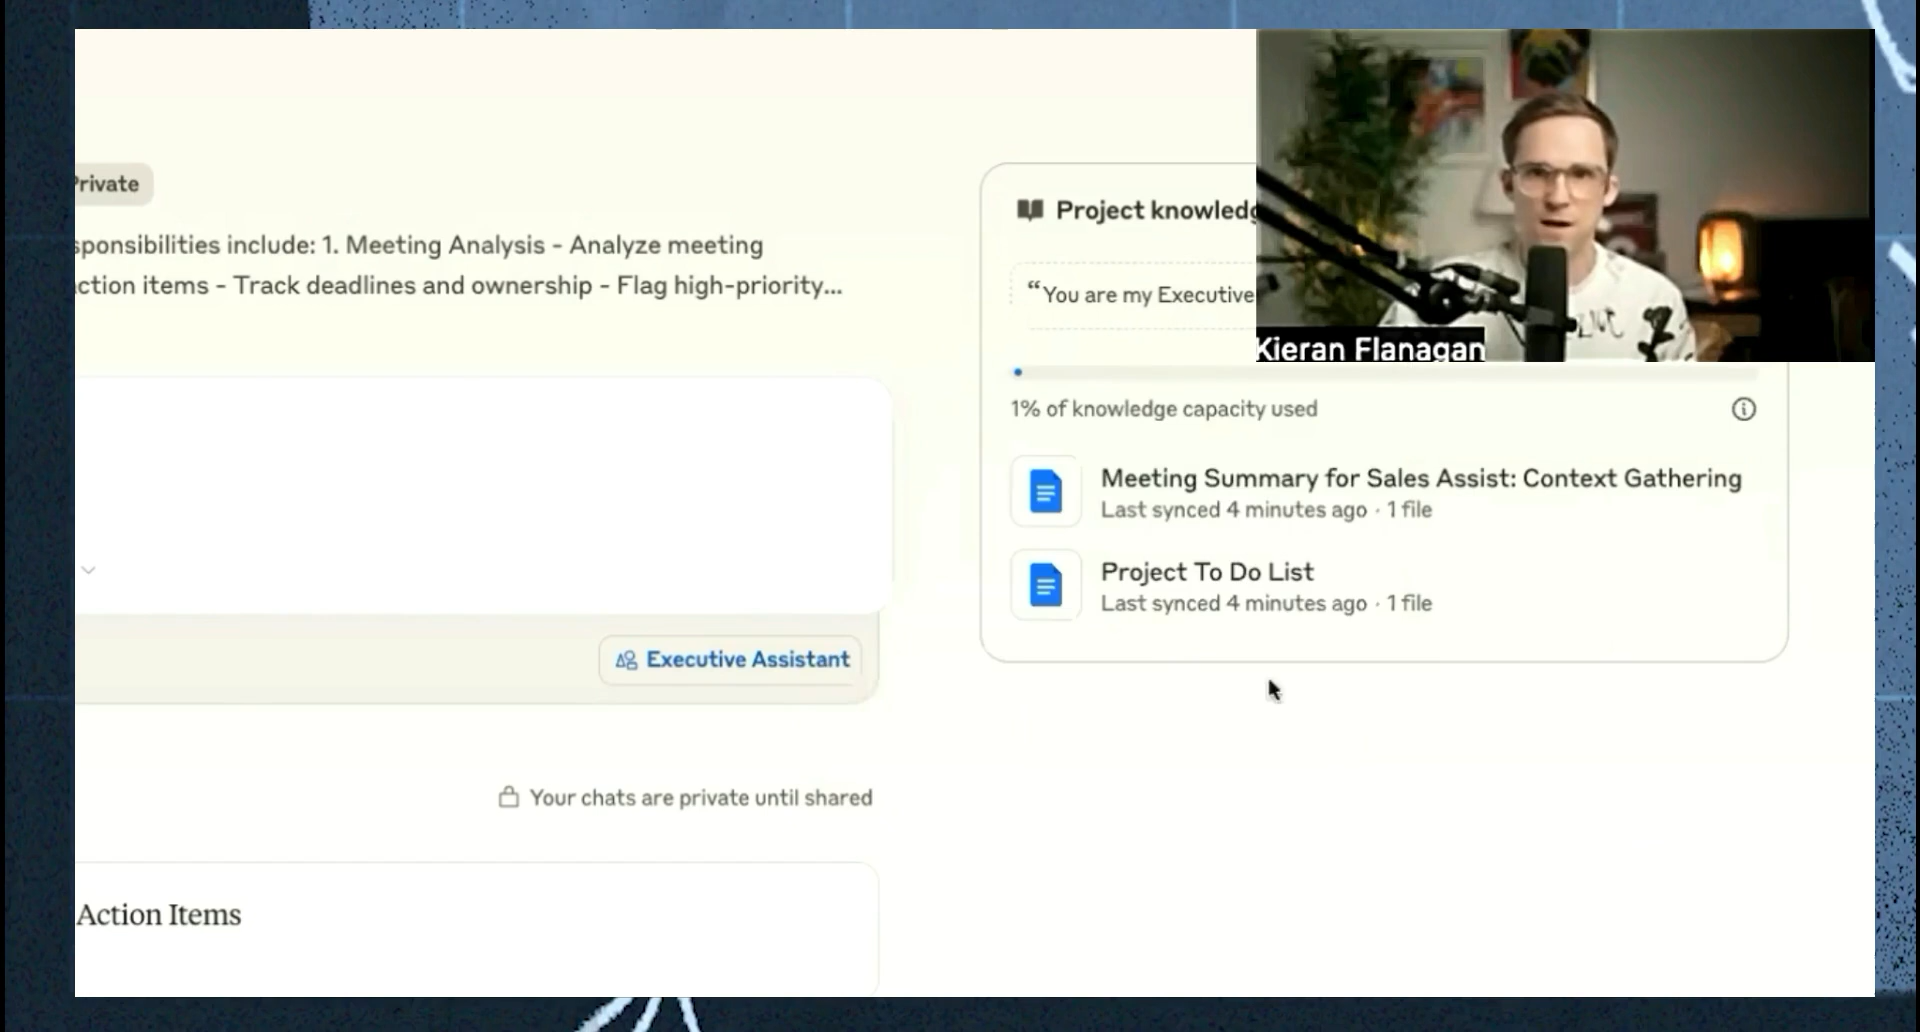 Private
sponsibilities include: 1. Meeting Analysis - Analyze meeting
ction items - Track deadlines and ownership - Flag high-priority...
Executive Assistant
Your chats are private until shared
Action Items
Project knowledg
“You are my Executive
1% of knowledge capacity used
Meeting Summary for Sales Assist: Context Gathering
Last synced 4 minutes ago · 1 file
Project To Do List
Last synced 4 minutes ago · 1 file
Kieran Flanagan